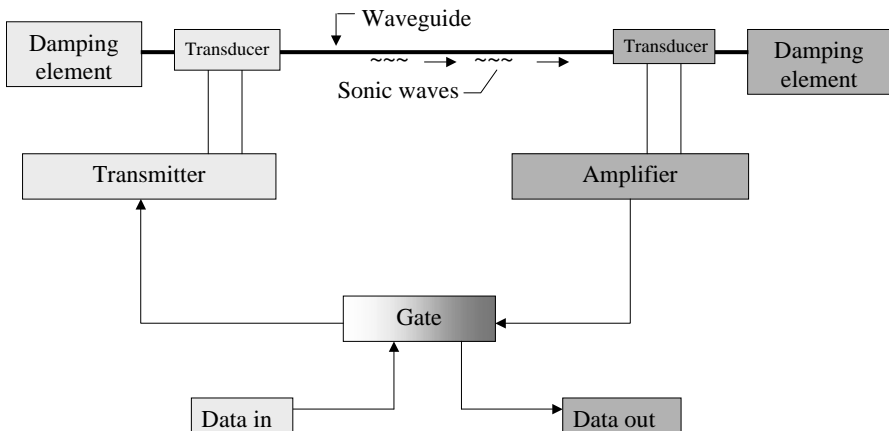 Waveguide
Damping
element
Transducer
Transducer
Damping
element
~~~
~~~
Sonic waves
Transmitter
Amplifier
Gate
Data in
Data out